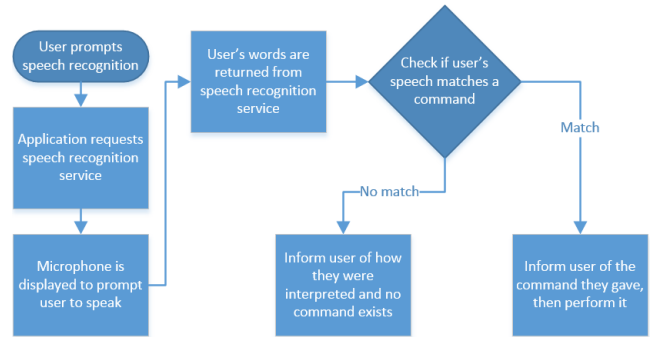 User prompts
speech recognition
Application requests
speech recognition
service
Microphone is
displayed to prompt
user to speak
User's words are
returned from
speech recognition
service
Check if user's
speech matches a
command
No match
Match
Inform user of how
they were
interpreted and no
command exists
Inform user of the
command they gave,
then perform it